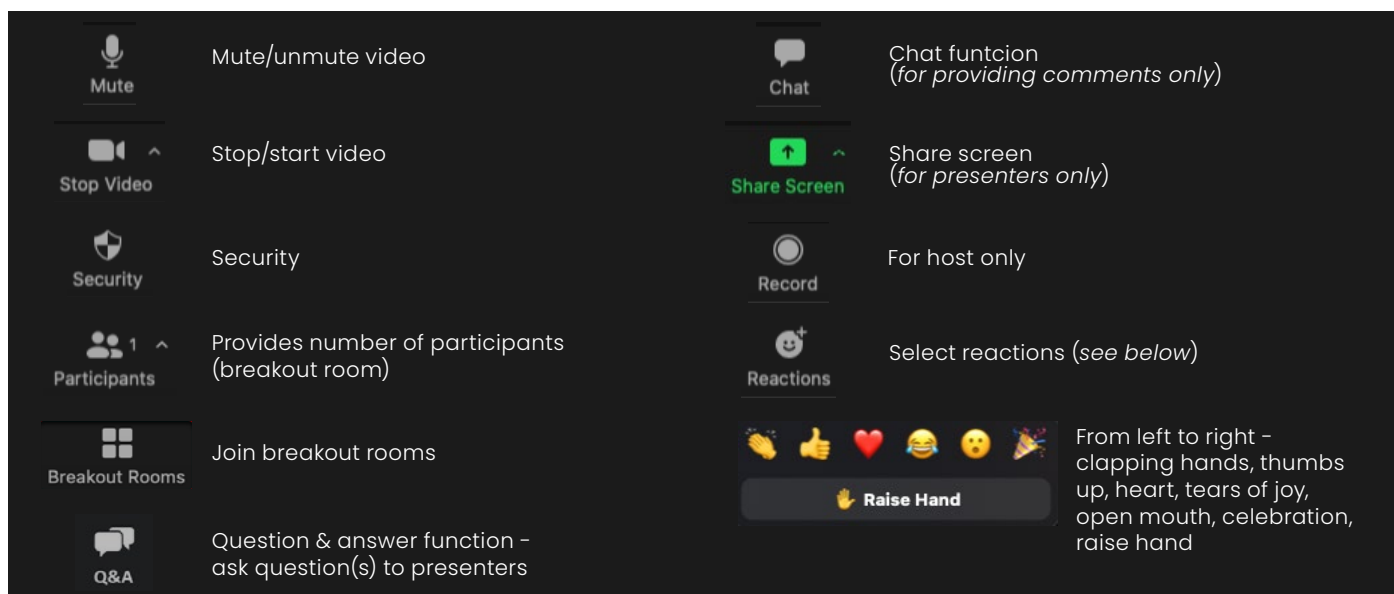 Mute
Mute/unmute video
Stop Video
Stop/start video
Security
Security
1
Participants
Provides number of participants
(breakout room)
Breakout Rooms
Join breakout rooms
Q&A
Question & answer function -
ask question(s) to presenters
Chat
Chat funtcion
(for providing comments only)
Share Screen
Share screen
(for presenters only)
Record
For host only
Reactions
Select reactions (see below)
Raise Hand
From left to right -
clapping hands, thumbs
up, heart, tears of joy,
open mouth, celebration,
raise hand